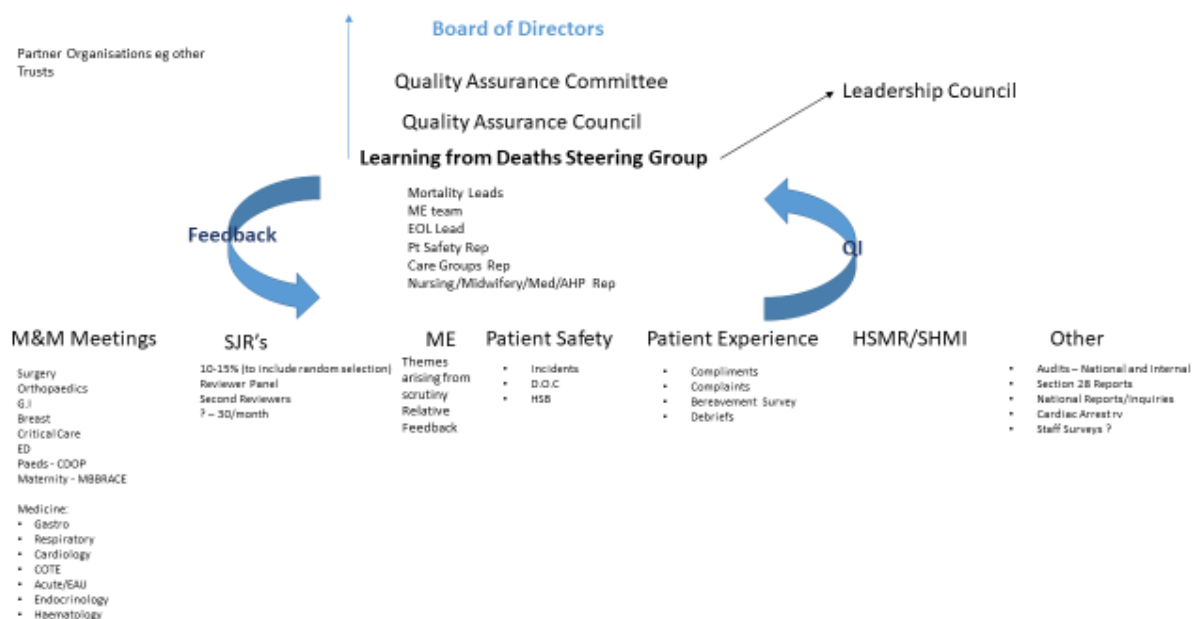 Board of Directors
Partner Organisations eg other
Trusts
Quality Assurance Committee
Leadership Council
Quality Assurance Council
Learning from Deaths Steering Group
Mortality Leads
ME team
EOL Lead
Pt Safety Rep
Care Groups Rep
Nursing/Midwifery/Med/AHP Rep
Feedback
QI
M&M Meetings
Surgery
Orthopaedics
G.I
Breast
Critical Care
ED
Paeds - CDOP
Maternity - MBBRACE
Medicine:
• Gastro
• Respiratory
• Cardiology
• COTE
• Acute/EAU
• Endocrinology
• Haematology
SJR's
10-15% (to include random selection)
Reviewer Panel
Second Reviewers
? – 30/month
ME
Themes
arising from
scrutiny
Relative
Feedback
Patient Safety
• Incidents
• D.O.C
• HSB
Patient Experience
• Compliments
• Complaints
• Bereavement Survey
• Debriefs
HSMR/SHMI
Other
• Audits – National and Internal
• Section 28 Reports
• National Reports/Inquiries
• Cardiac Arrest rv
• Staff Surveys ?